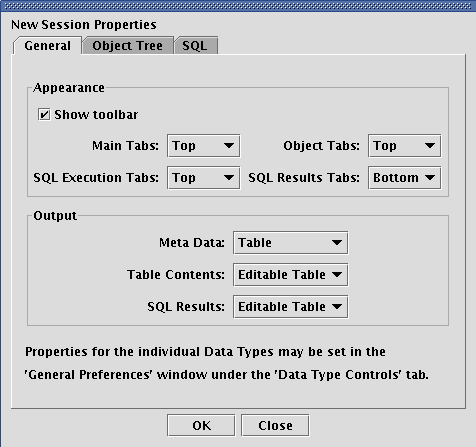 New Session Properties
General Object Tree SQL
Appearance
Show toolbar
Main Tabs: Top Object Tabs: Top
SQL Execution Tabs: Top SQL Results Tabs: Bottom
Output
Meta Data: Table
Table Contents: Editable Table
SQL Results: Editable Table
Properties for the individual Data Types may be set in the
'General Preferences' window under the 'Data Type Controls' tab.
OK Close